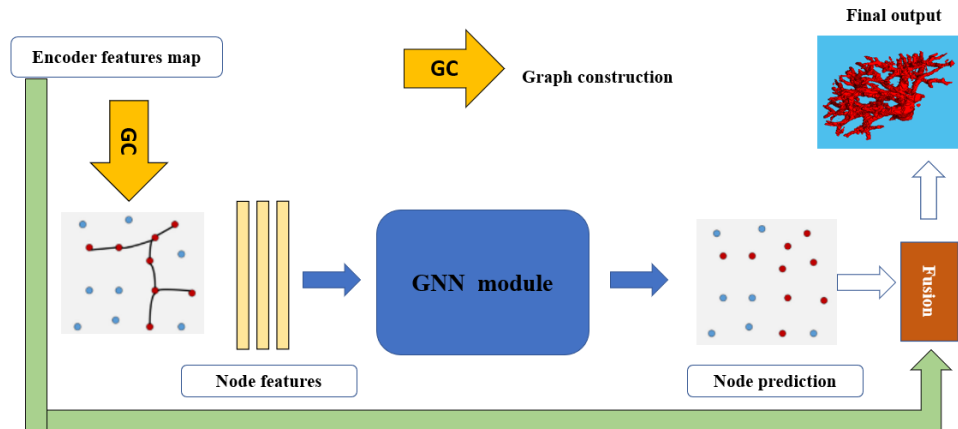 Final output
Encoder features map
GC
Graph construction
GC
GNN module
Fusion
Node features
Node prediction